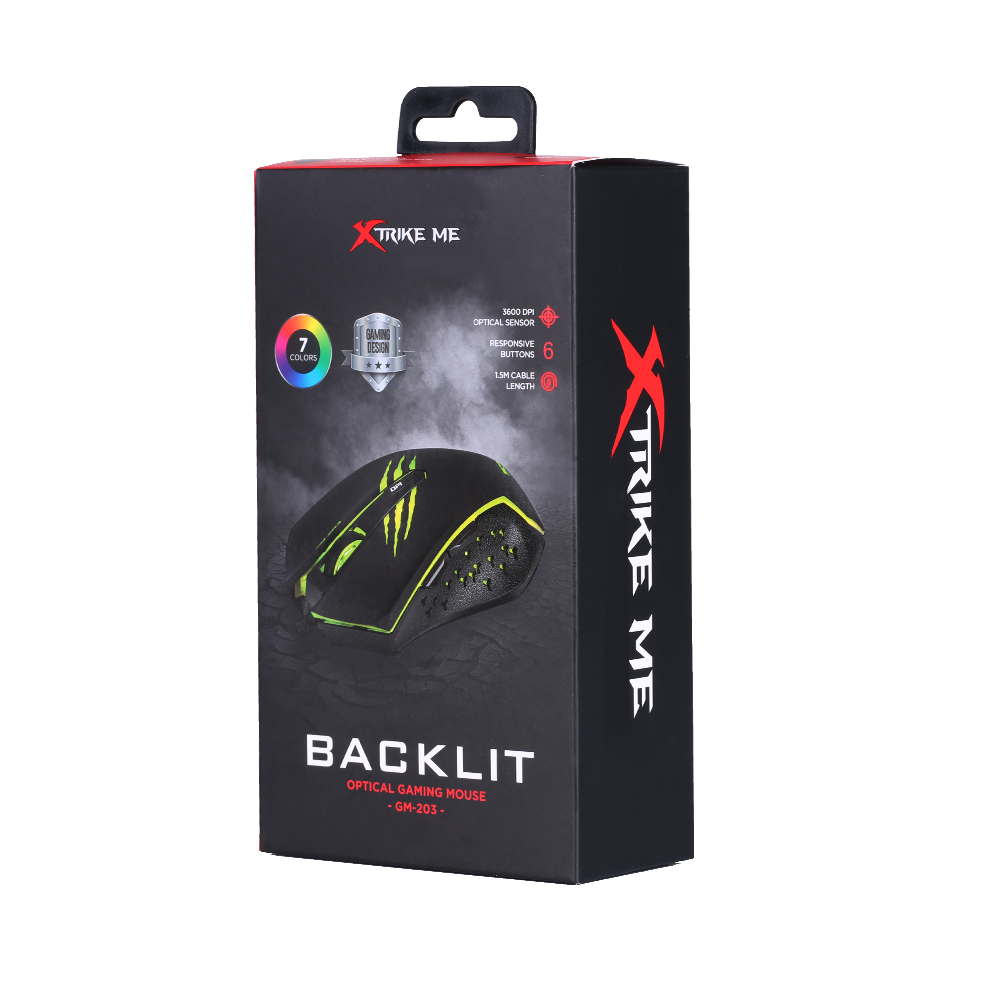 XTRIKE ME
7
COLORS
GAMING
DESIGN
3600 DPI
OPTICAL SENSOR
RESPONSIVE
BUTTONS
6
1.5M CABLE
LENGTH
DPI
BACKLIT
OPTICAL GAMING MOUSE
- GM-203 -
XTRIKE ME